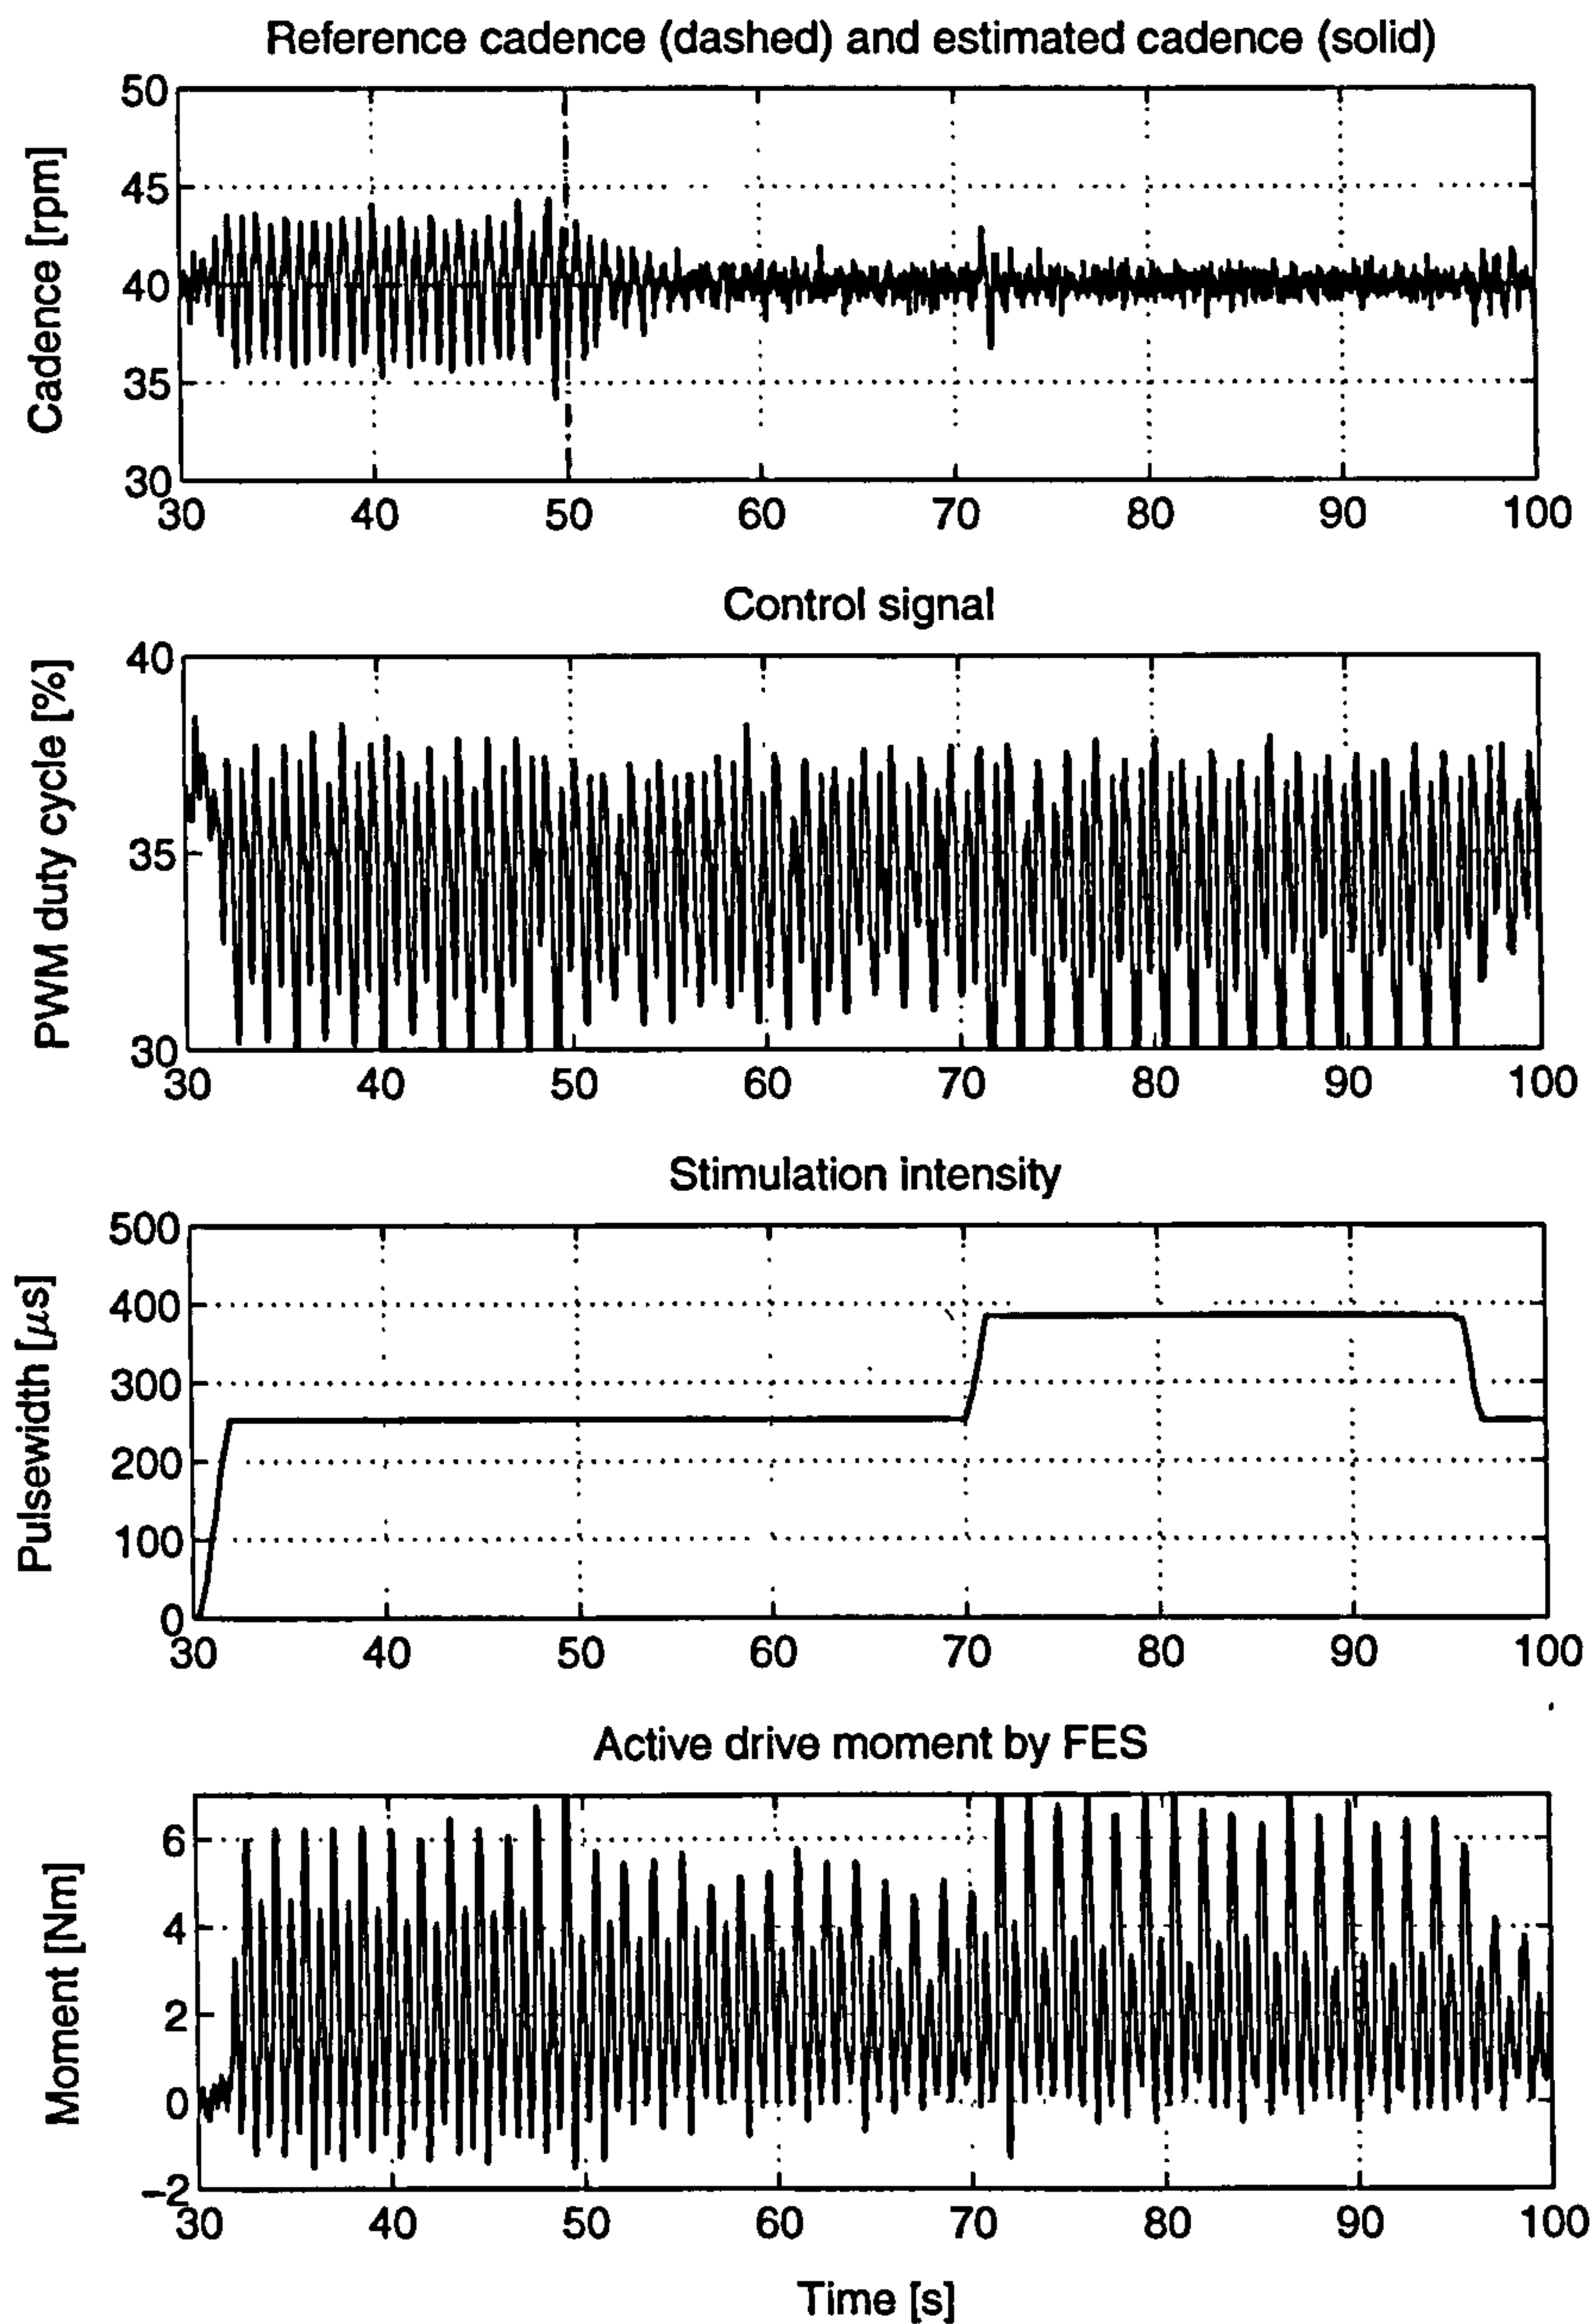 Reference cadence (dashed) and estimated cadence (solid)
Cadence [rpm]
50
45
40
35
30
30 40 50 60 70 80 90 100
Control signal
PWM duty cycle [%]
40
35
30
30 40 50 60 70 80 90 100
Stimulation intensity
Pulsewidth [μs]
500
400
300
200
100
0
30 40 50 60 70 80 90 100
Active drive moment by FES
Moment [Nm]
6
4
2
0
−2
30 40 50 60 70 80 90 100
Time [s]